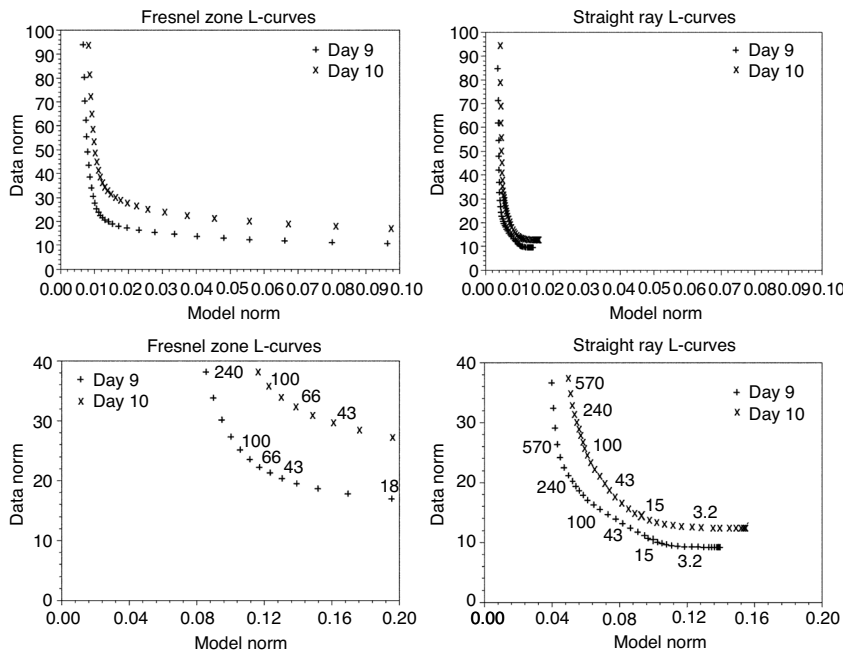 Fresnel zone L-curves
100
90
80
70
60
50
40
30
20
10
0
Data norm
+ Day 9
x Day 10
0.00 0.01 0.02 0.03 0.04 0.05 0.06 0.07 0.08 0.09 0.10
Model norm
Straight ray L-curves
100
90
80
70
60
50
40
30
20
10
0
Data norm
+ Day 9
x Day 10
0.00 0.01 0.02 0.03 0.04 0.05 0.06 0.07 0.08 0.09 0.10
Model norm
Fresnel zone L-curves
40
30
20
10
0
Data norm
+ Day 9
x Day 10
240
100
66
43
100
66
43
18
0.00 0.04 0.08 0.12 0.16 0.20
Model norm
Straight ray L-curves
40
30
20
10
0
Data norm
+ Day 9
x Day 10
570
240
100
43
15
3.2
570
240
100
43
15
3.2
0.00 0.04 0.08 0.12 0.16 0.20
Model norm